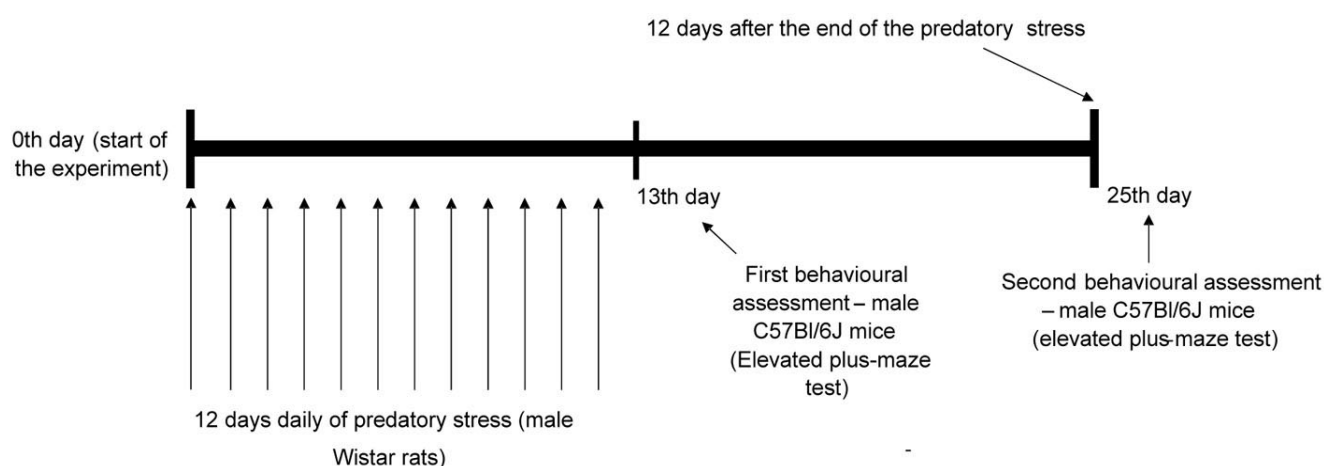 12 days after the end of the predatory stress
0th day (start of
the experiment)
13th day
25th day
First behavioural
assessment – male
C57Bl/6J mice
(Elevated plus-maze
test)
Second behavioural assessment
– male C57Bl/6J mice
(elevated plus-maze test)
12 days daily of predatory stress (male
Wistar rats)
-